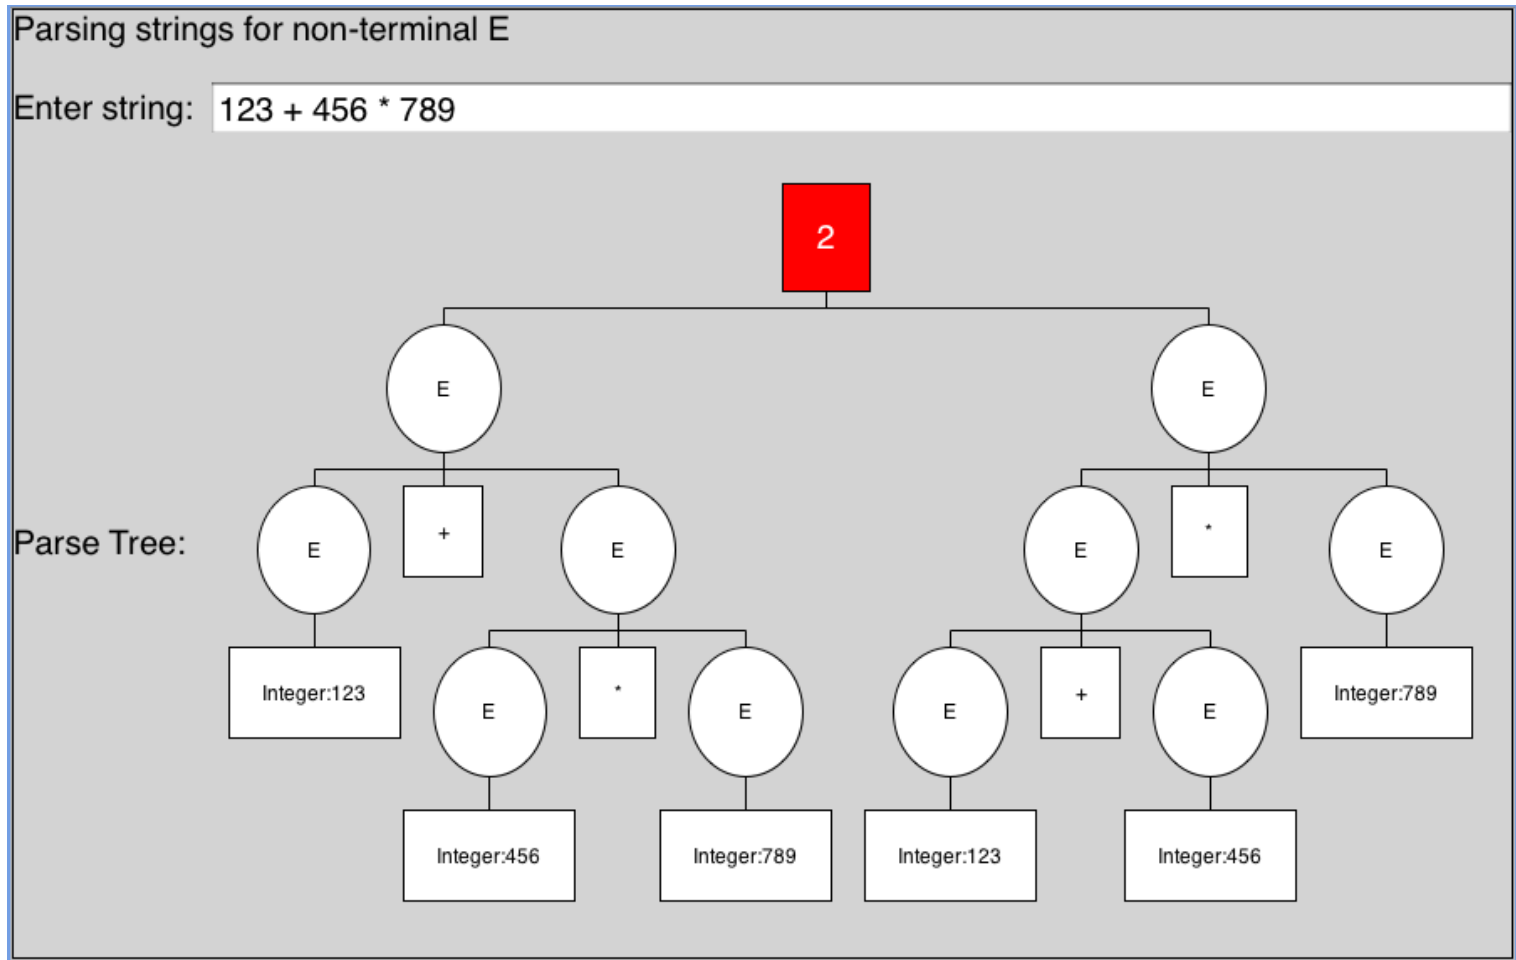 Parsing strings for non-terminal E
Enter string: 123 + 456 * 789
2
E E
E + E E * E
Parse Tree:
Integer:123 E * E E + E Integer:789
Integer:456 Integer:789 Integer:123 Integer:456